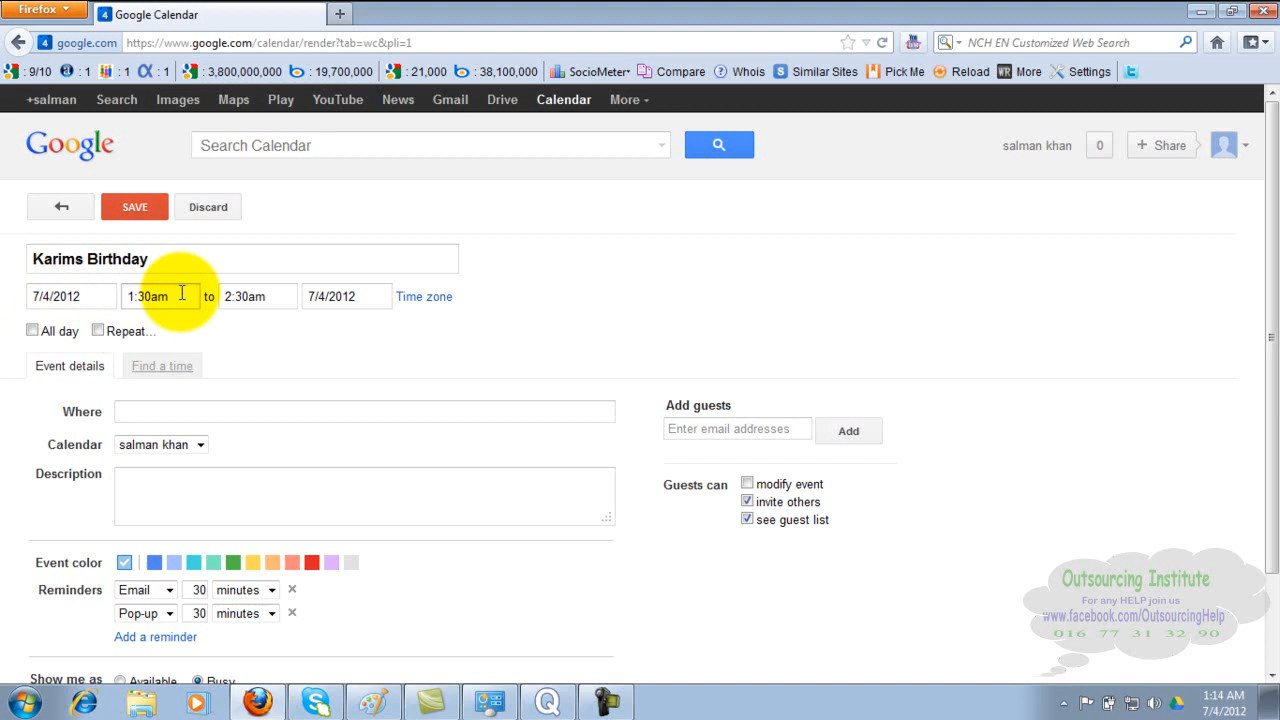 Firefox
4 Google Calendar
4 google.com https://www.google.com/calendar/render?tab=wc&pli=1 NCH EN Customized Web Search
: 9/10 : 1 : 1 : 1 : 3,800,000,000 : 19,700,000 : 21,000 : 38,100,000 SocioMeter Compare Whois Similar Sites Pick Me Reload More Settings
+salman Search Images Maps Play YouTube News Gmail Drive Calendar More
Google Search Calendar salman khan 0 + Share
SAVE Discard
Karims Birthday
7/4/2012 1:30am to 2:30am 7/4/2012 Time zone
All day Repeat...
Event details Find a time
Where
Calendar salman khan
Description
Add guests
Enter email addresses Add
Guests can modify event
invite others
see guest list
Event color
Reminders Email 30 minutes
Pop-up 30 minutes
Add a reminder
Show me as Available Busy
Outsourcing Institute
For any HELP join us
www.facebook.com/OutsourcingHelp
016 77 31 32 90
1:14 AM
7/4/2012